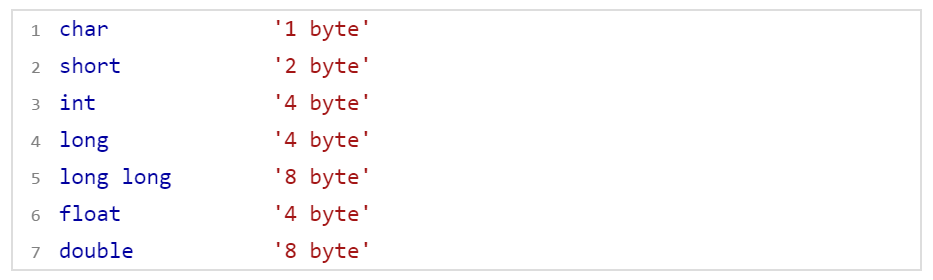 1 char '1 byte'
2 short '2 byte'
3 int '4 byte'
4 long '4 byte'
5 long long '8 byte'
6 float '4 byte'
7 double '8 byte'